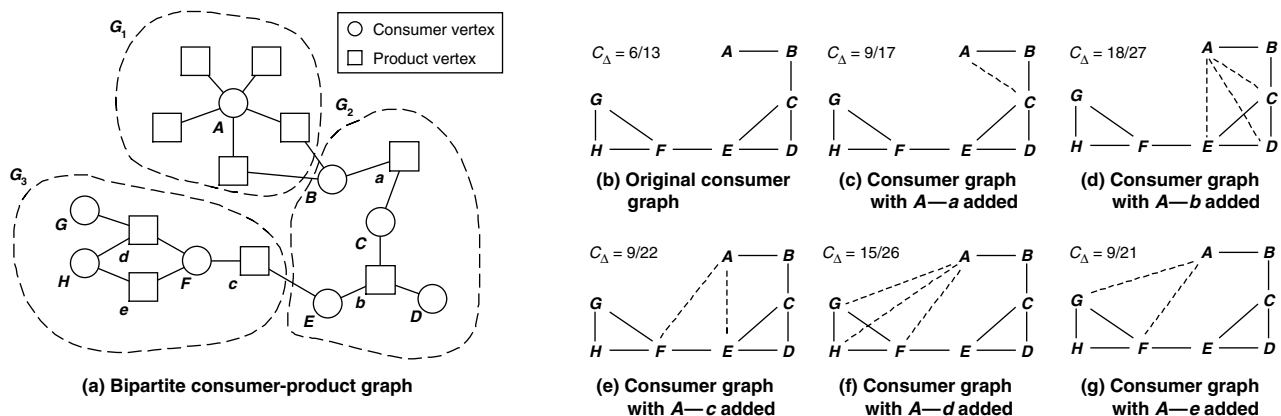 G1
Consumer vertex
Product vertex
A
G2
B
a
G3
G
d
H
e
F
c
C
E
b
D
(a) Bipartite consumer-product graph
CΔ = 6/13
A
B
G
C
H
F
E
D
(b) Original consumer
graph
CΔ = 9/17
A
B
G
C
H
F
E
D
(c) Consumer graph
with A—a added
CΔ = 18/27
A
B
G
C
H
F
E
D
(d) Consumer graph
with A—b added
CΔ = 9/22
A
B
G
C
H
F
E
D
(e) Consumer graph
with A—c added
CΔ = 15/26
A
B
G
C
H
F
E
D
(f) Consumer graph
with A—d added
CΔ = 9/21
A
B
G
C
H
F
E
D
(g) Consumer graph
with A—e added